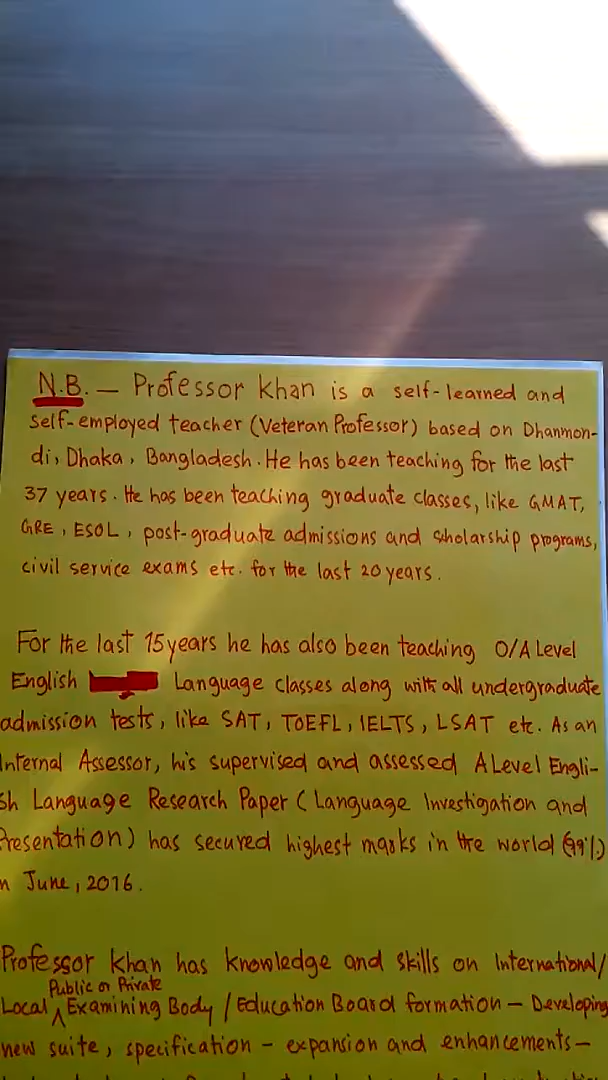 N.B. — Professor Khan is a self-learned and
self-employed teacher (Veteran Professor) based on Dhanmon-
di, Dhaka, Bangladesh. He has been teaching for the last
37 years. He has been teaching graduate classes, like GMAT,
GRE, ESOL, post-graduate admissions and scholarship programs,
civil service exams etc. for the last 20 years.
For the last 15 years he has also been teaching O/A Level
English Language classes along with all undergraduate
admission tests, like SAT, TOEFL, IELTS, LSAT etc. As an
Internal Assessor, his supervised and assessed A Level Engli-
sh Language Research Paper (Language Investigation and
Presentation) has secured highest marks in the world (99%)
n June, 2016.
Professor Khan has knowledge and skills on International/
Public or Private
Local ^ Examining Body / Education Board formation — Developing
new suite, specification — expansion and enhancements —